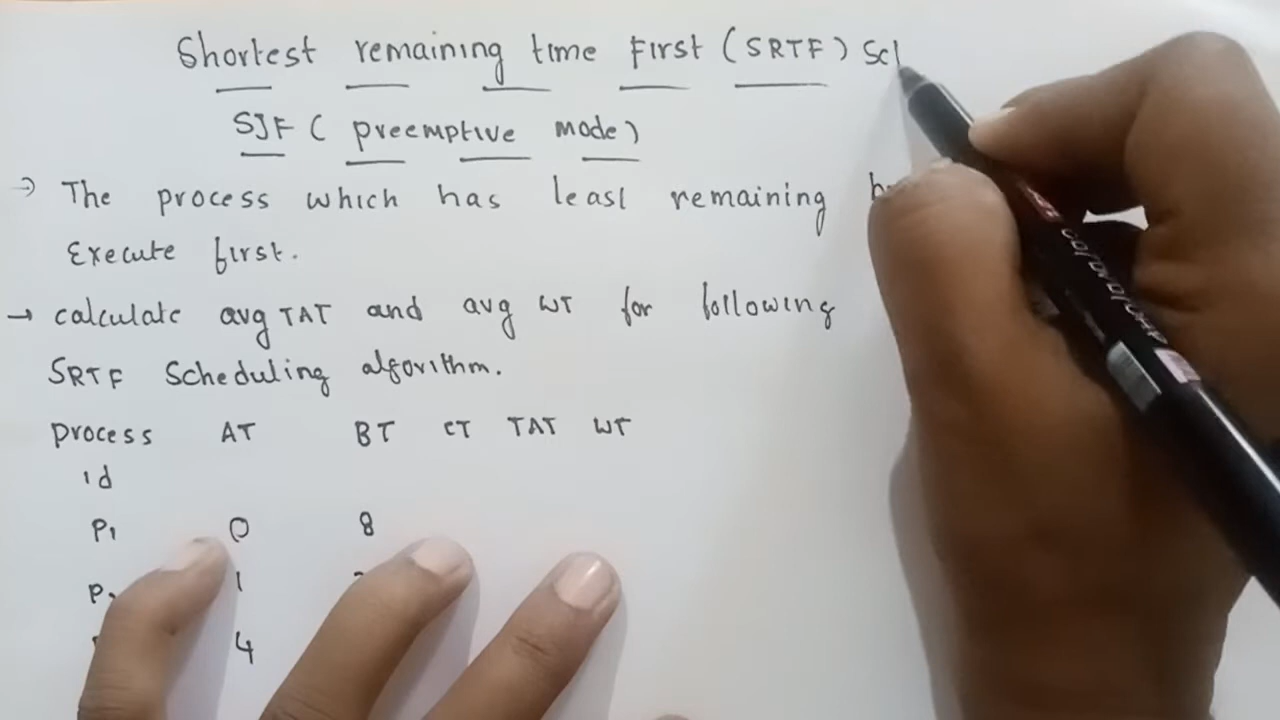 Shortest remaining time First (SRTF) Scl
SJF (preemptive mode)
→ The process which has least remaining
Execute first.
→ calculate avg TAT and avg WT for following
SRTF Scheduling algorithm.
process AT BT CT TAT WT
id
P1 0 8
1
4